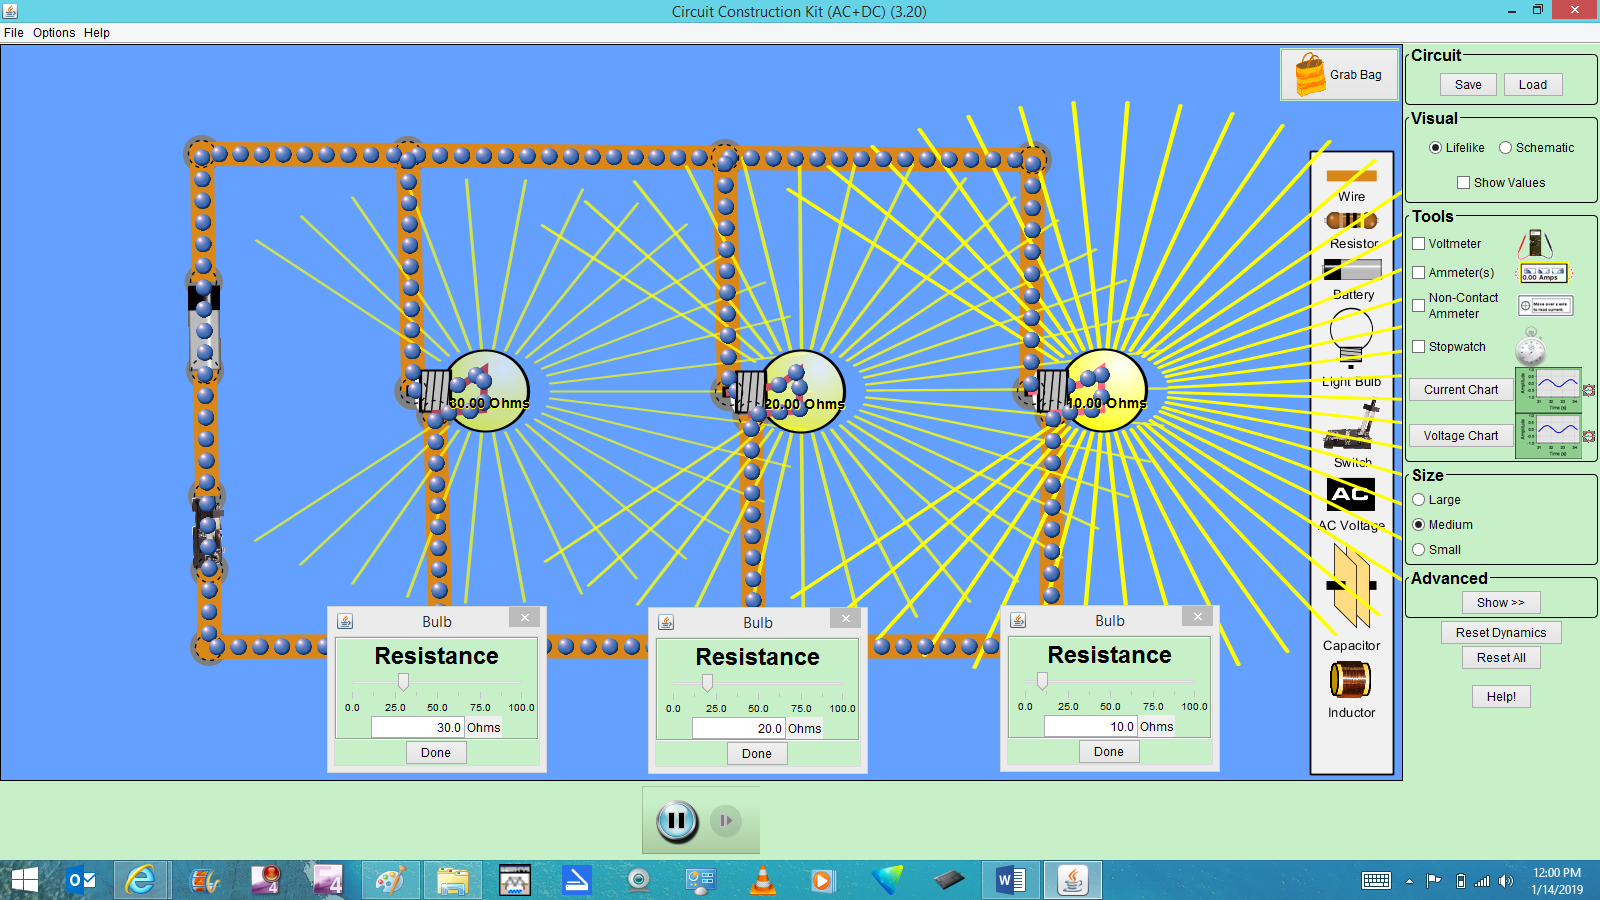 Circuit Construction Kit (AC+DC) (3.20)
File Options Help
Grab Bag
30.00 Ohms
20.00 Ohms
10.00 Ohms
Wire
Resistor
Battery
Light Bulb
Switch
AC
AC Voltage
Capacitor
Inductor
Circuit
Save Load
Visual
Lifelike Schematic
Show Values
Tools
Voltmeter
Ammeter(s)
0.00 Amps
Non-Contact
Ammeter
Stopwatch
Current Chart
Voltage Chart
Size
Large
Medium
Small
Advanced
Show >>
Reset Dynamics
Reset All
Help!
Bulb
Resistance
0.0 25.0 50.0 75.0 100.0
30.0 Ohms
Done
Bulb
Resistance
0.0 25.0 50.0 75.0 100.0
20.0 Ohms
Done
Bulb
Resistance
0.0 25.0 50.0 75.0 100.0
10.0 Ohms
Done
12:00 PM
1/14/2019